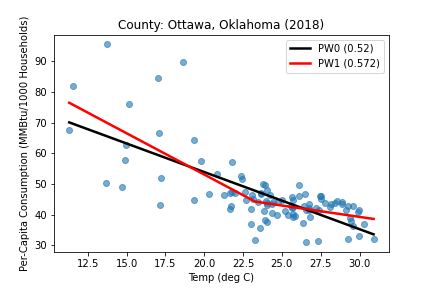 County: Ottawa, Oklahoma (2018)
PW0 (0.52)
PW1 (0.572)
Per-Capita Consumption (MMBtu/1000 Households)
90
80
70
60
50
40
30
12.5 15.0 17.5 20.0 22.5 25.0 27.5 30.0
Temp (deg C)